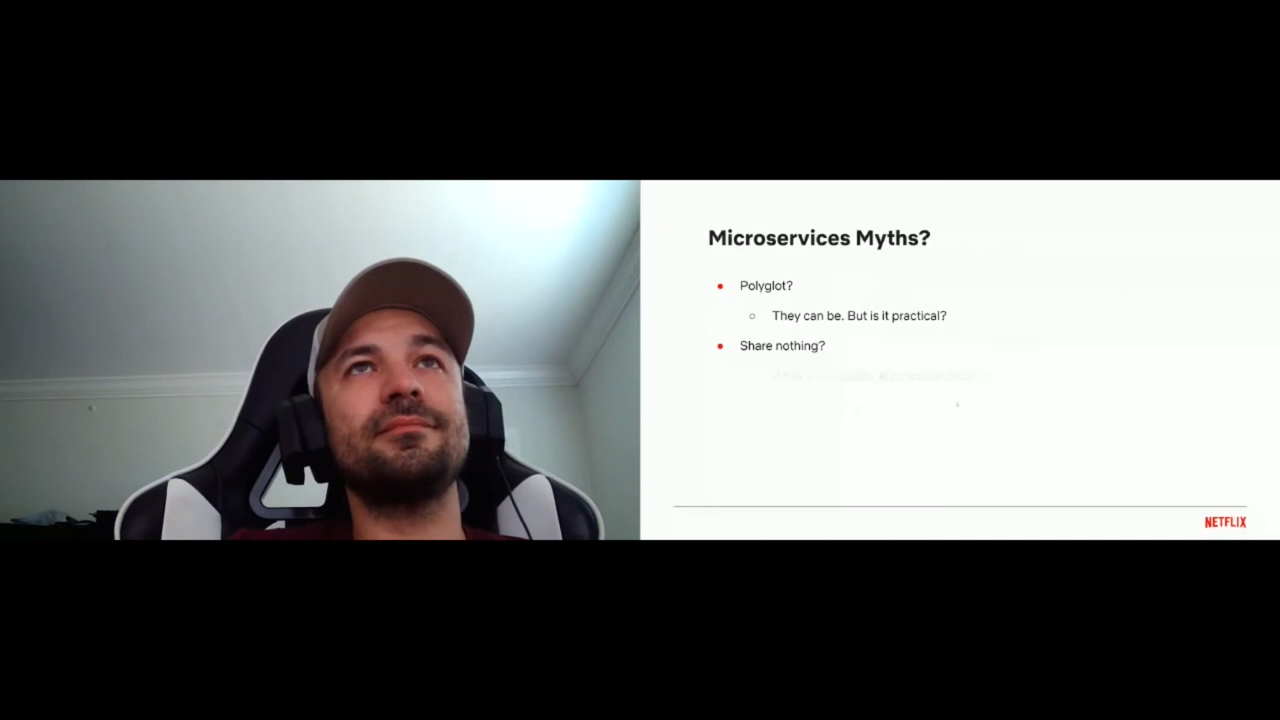 Microservices Myths?
Polyglot?
They can be. But is it practical?
Share nothing?
NETFLIX